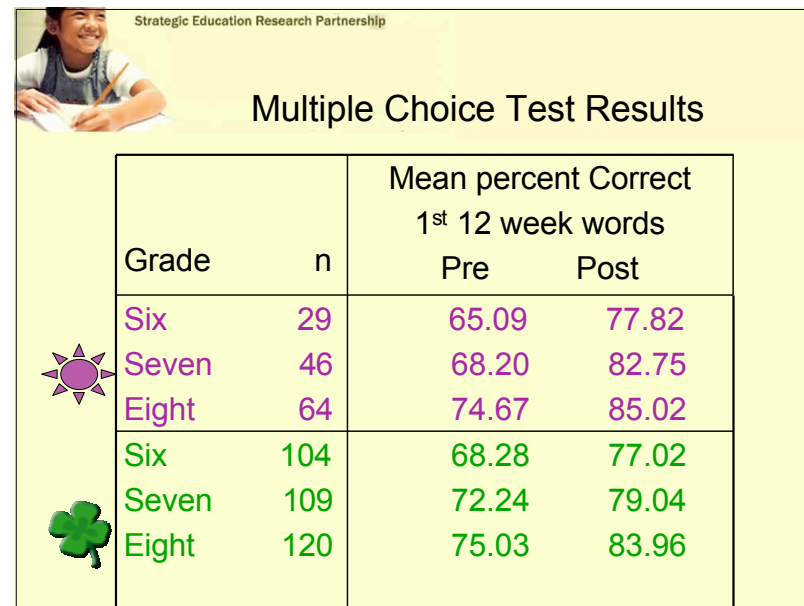 Strategic Education Research Partnership
Multiple Choice Test Results
Mean percent Correct
1st 12 week words
Grade n Pre Post
Six 29 65.09 77.82
Seven 46 68.20 82.75
Eight 64 74.67 85.02
Six 104 68.28 77.02
Seven 109 72.24 79.04
Eight 120 75.03 83.96